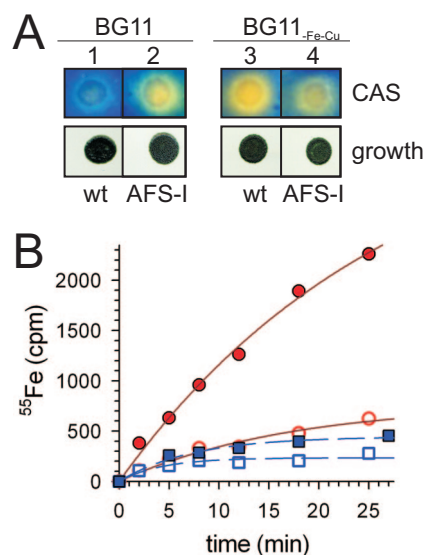 A
BG11 BG11-Fe-Cu
1 2 3 4
CAS
growth
wt AFS-I wt AFS-I
B
55Fe (cpm)
2000
1500
1000
500
0
0 5 10 15 20 25
time (min)